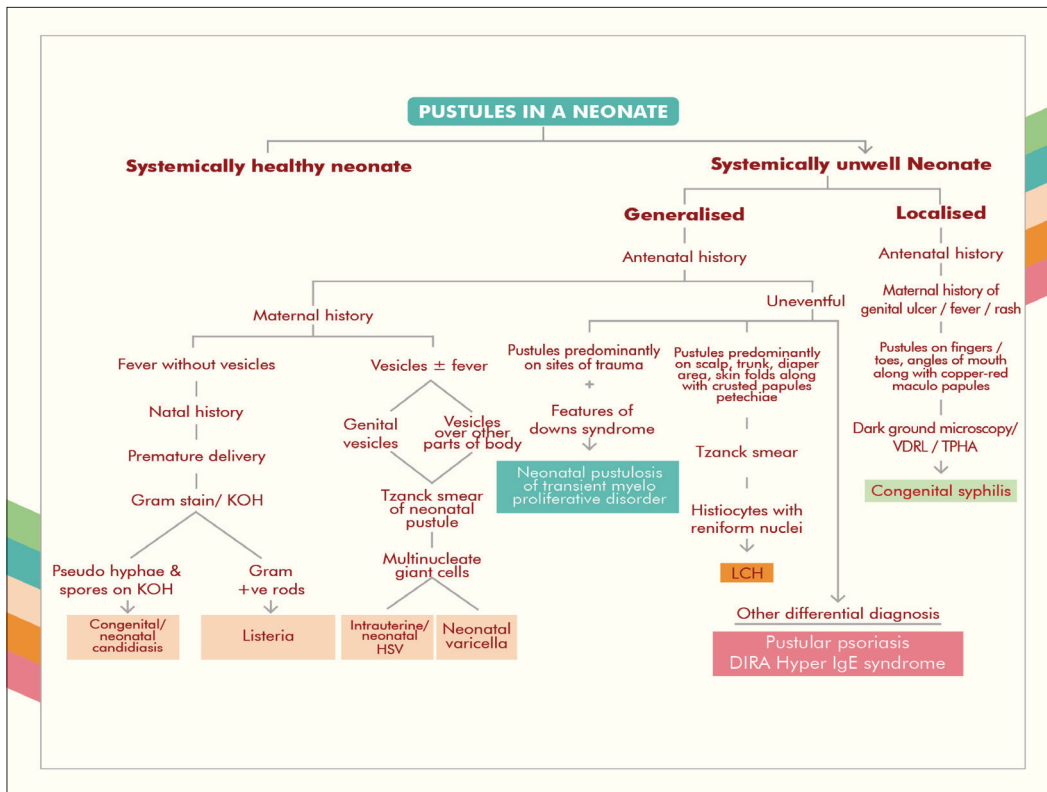 PUSTULES IN A NEONATE
Systemically healthy neonate
Systemically unwell Neonate
Generalised
Localised
Antenatal history
Maternal history
Fever without vesicles
Natal history
Premature delivery
Gram stain/ KOH
Pseudo hyphae &
spores on KOH
Congenital/
neonatal
candidiasis
Gram
+ve rods
Listeria
Vesicles ± fever
Genital
vesicles
Vesicles
over other
parts of body
Tzanck smear
of neonatal
pustule
Multinucleate
giant cells
Intrauterine/
neonatal
HSV
Neonatal
varicella
Uneventful
Pustules predominantly
on sites of trauma
+
Features of
downs syndrome
Neonatal pustulosis
of transient myelo
proliferative disorder
Pustules predominantly
on scalp, trunk, diaper
area, skin folds along
with crusted papules
petechiae
Tzanck smear
Histiocytes with
reniform nuclei
LCH
Other differential diagnosis
Pustular psoriasis
DIRA Hyper IgE syndrome
Antenatal history
Maternal history of
genital ulcer / fever / rash
Pustules on fingers /
toes, angles of mouth
along with copper-red
maculo papules
Dark ground microscopy/
VDRL / TPHA
Congenital syphilis